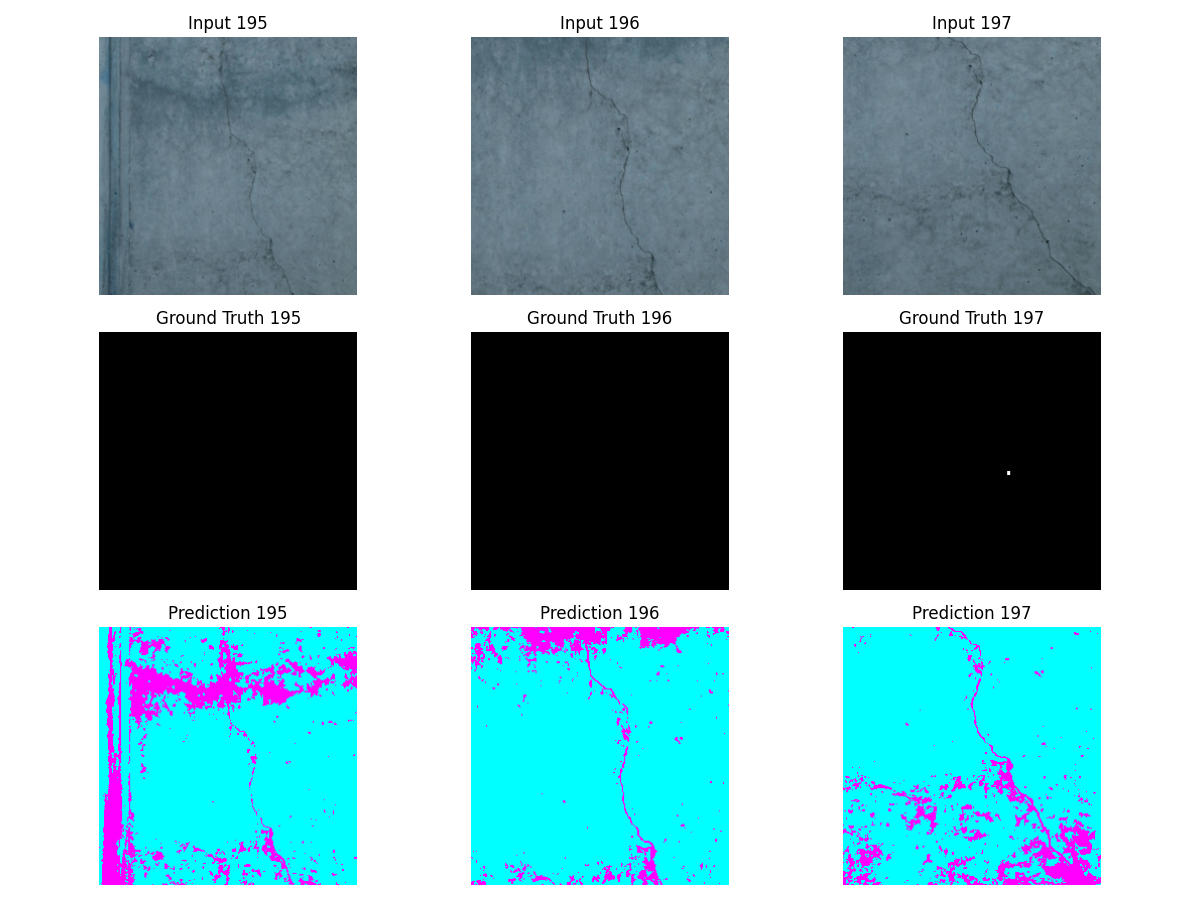 Input 195
Input 196
Input 197
Ground Truth 195
Ground Truth 196
Ground Truth 197
Prediction 195
Prediction 196
Prediction 197